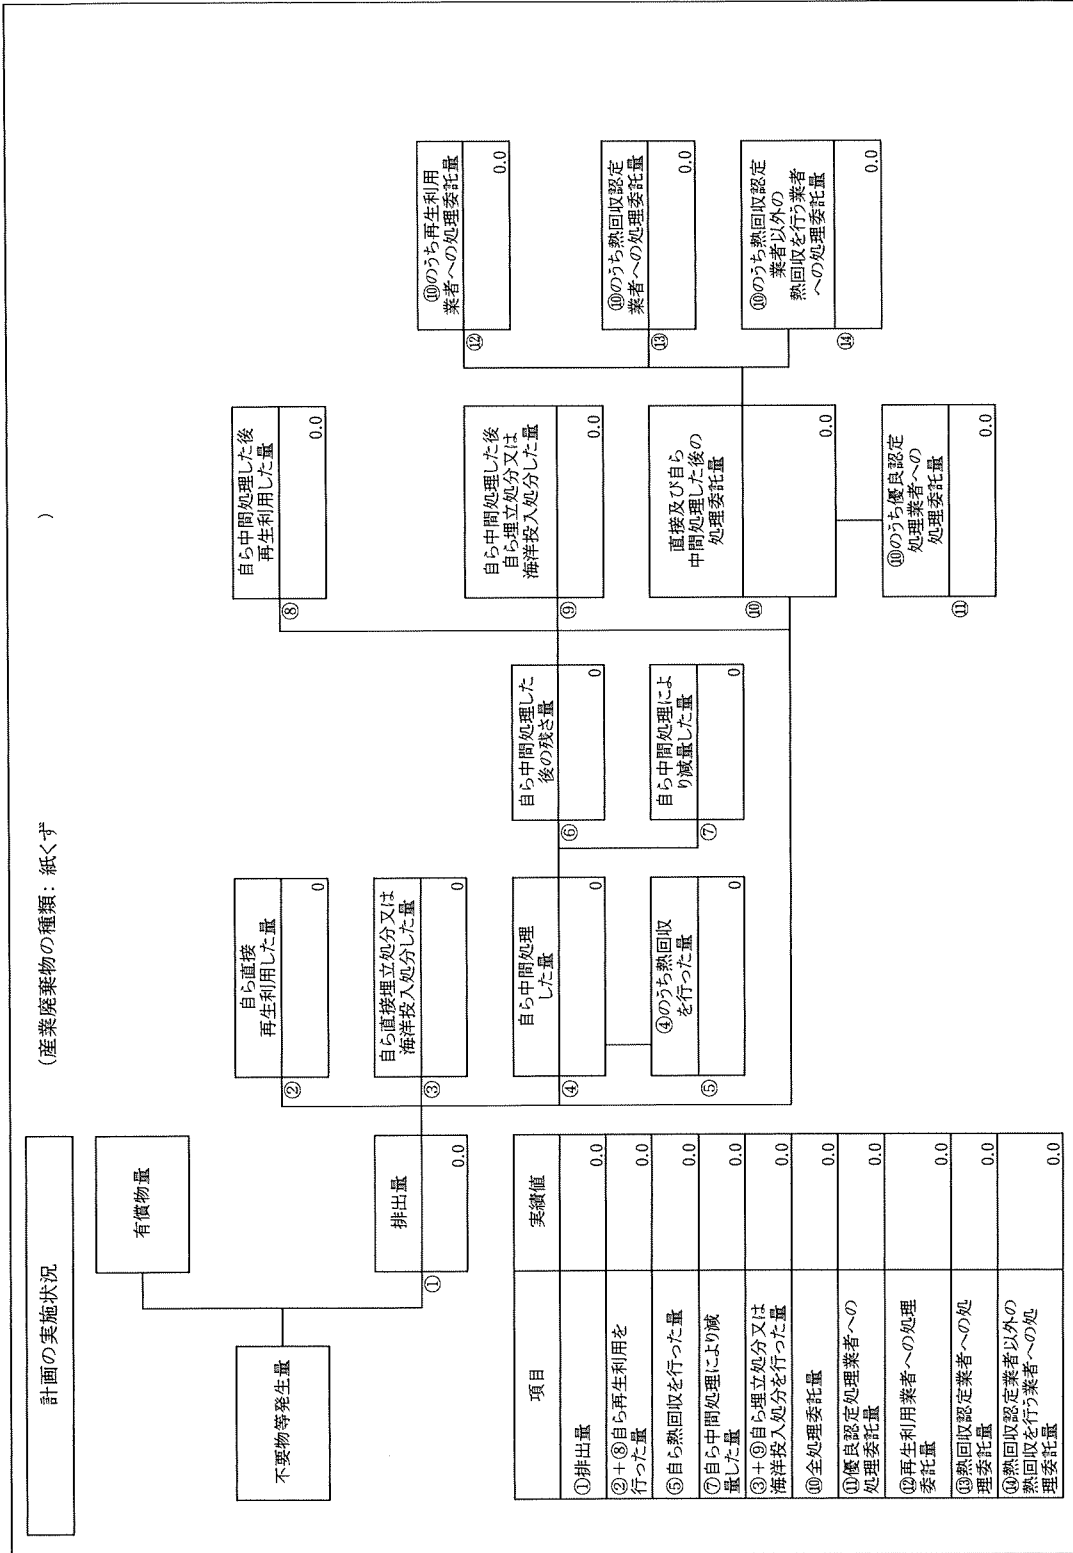 計画の実施状況
(産業廃棄物の種類: 紙くず
)
有償物量
不要物等発生量
排出量
①
0.0
自ら直接
再生利用した量
②
0
自ら直接埋立処分又は
海洋投入処分した量
③
0
自ら中間処理
した量
④
0
④のうち熱回収
を行った量
⑤
0
自ら中間処理した
後の残さ量
⑥
0
自ら中間処理によ
り減量した量
⑦
0
自ら中間処理した後
再生利用した量
⑧
0.0
自ら中間処理した後
自ら埋立処分又は
海洋投入処分した量
⑨
0.0
直接及び自ら
中間処理した後の
処理委託量
⑩
0.0
⑩のうち優良認定
処理業者への
処理委託量
⑪
0.0
⑩のうち再生利用
業者への処理委託量
⑫
0.0
⑩のうち熱回収認定
業者への処理委託量
⑬
0.0
⑩のうち熱回収認定
業者以外の
熱回収を行う業者
への処理委託量
⑭
0.0
項目
実績値
①排出量
0.0
②+⑧自ら再生利用を
行った量
0.0
⑤自ら熱回収を行った量
0.0
⑦自ら中間処理により減
量した量
0.0
③+⑨自ら埋立処分又は
海洋投入処分を行った量
0.0
⑩全処理委託量
0.0
⑪優良認定処理業者への
処理委託量
0.0
⑫再生利用業者への処理
委託量
0.0
⑬熱回収認定業者への処
理委託量
0.0
⑭熱回収認定業者以外の
熱回収を行う業者への処
理委託量
0.0